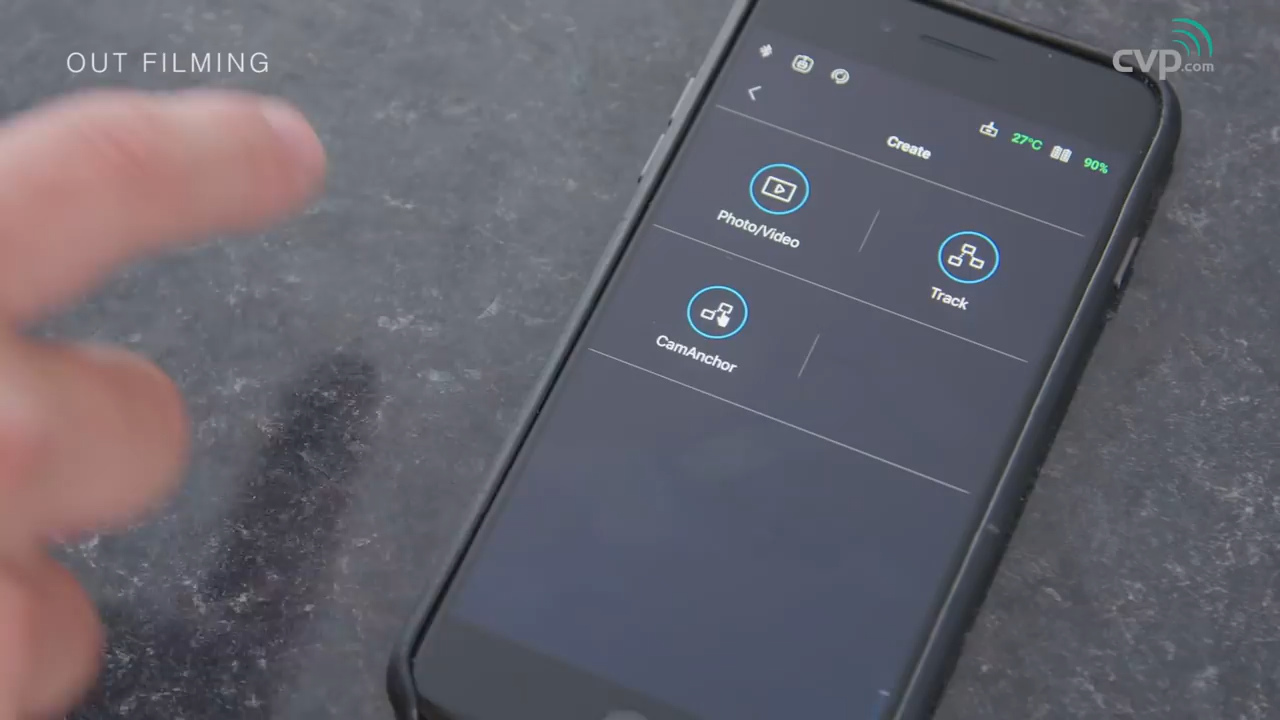 OUT FILMING
cvp.com
27°C
90%
Create
Photo/Video
Track
CamAnchor